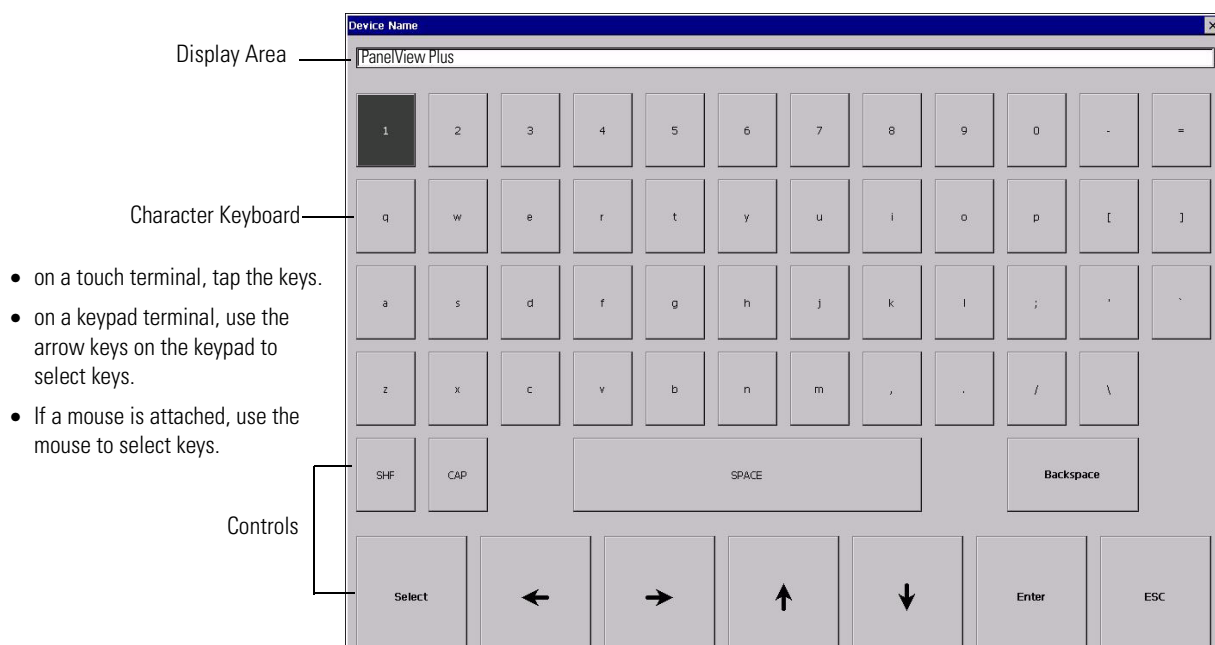 Device Name
Display Area
PanelView Plus
1 2 3 4 5 6 7 8 9 0 - =
Character Keyboard
q w e r t y u i o p [ ]
• on a touch terminal, tap the keys.
• on a keypad terminal, use the
arrow keys on the keypad to
select keys.
• If a mouse is attached, use the
mouse to select keys.
a s d f g h j k l ; ' `
z x c v b n m , . / \
SHF CAP SPACE Backspace
Controls
Select ← → ↑ ↓ Enter ESC